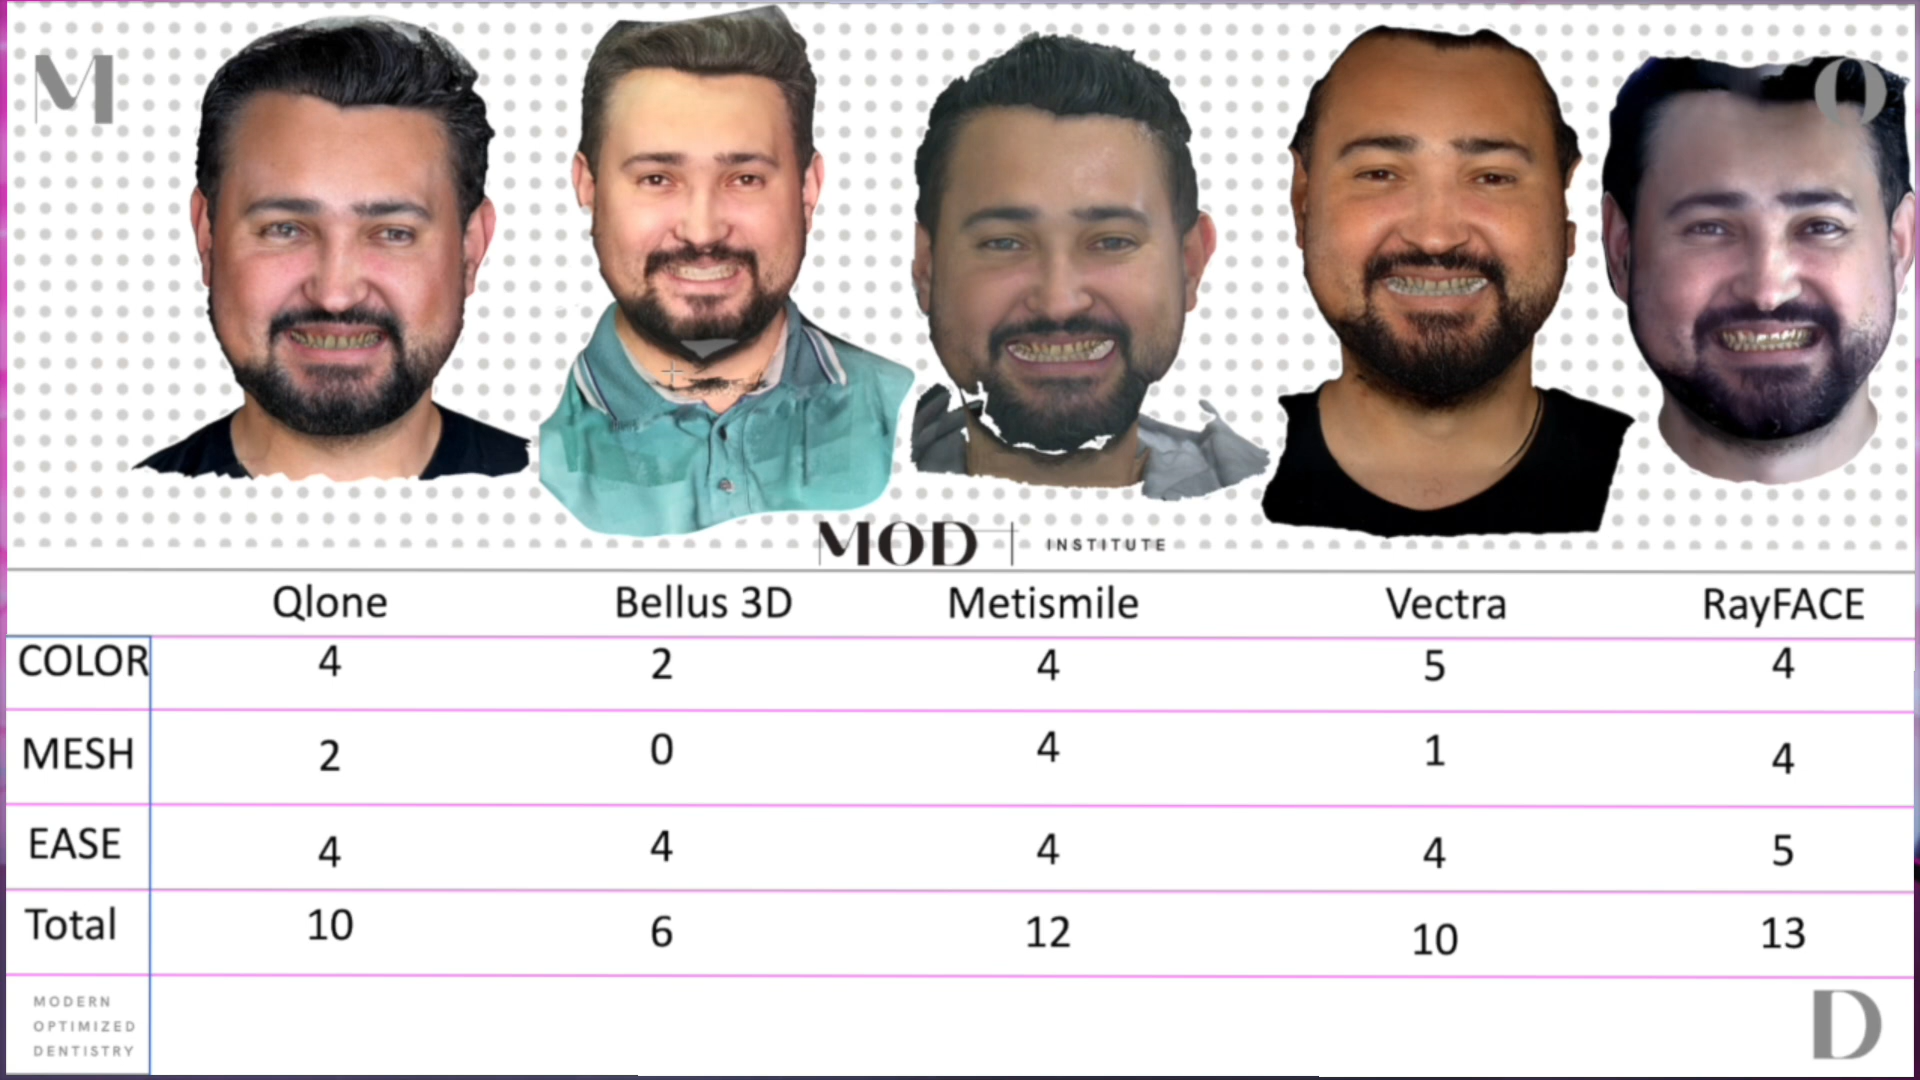 M
O
MOD | INSTITUTE
Qlone Bellus 3D Metismile Vectra RayFACE
COLOR 4 2 4 5 4
MESH 2 0 4 1 4
EASE 4 4 4 4 5
Total 10 6 12 10 13
MODERN
OPTIMIZED
DENTISTRY
D